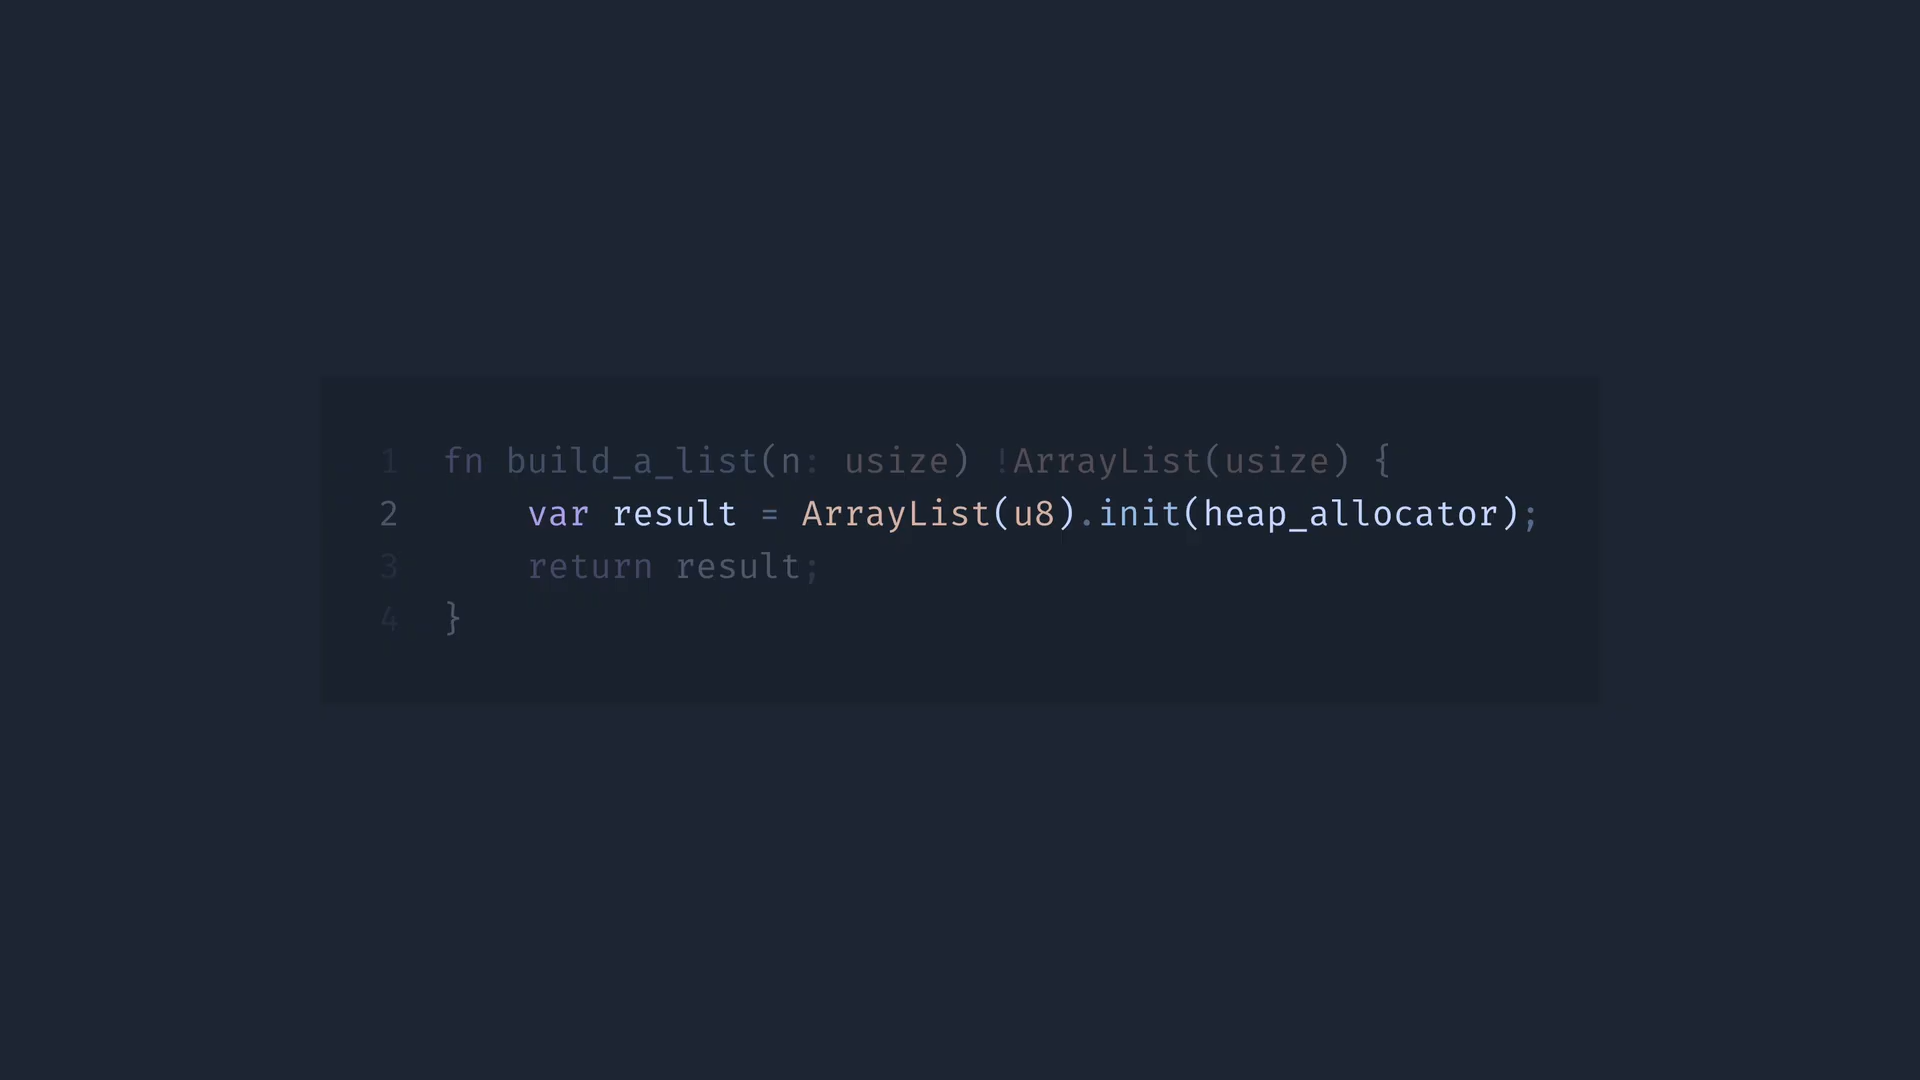 1 fn build_a_list(n: usize) !ArrayList(usize) {
2 var result = ArrayList(u8).init(heap_allocator);
3 return result;
4 }